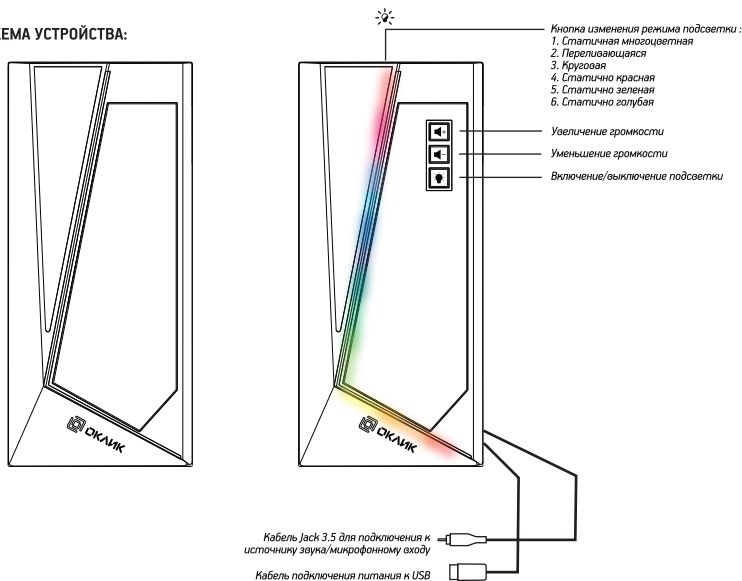 ЕМА УСТРОЙСТВА:
Кнопка изменения режима подсветки :
1. Статичная многоцветная
2. Переливающаяся
3. Круговая
4. Статично красная
5. Статично зеленая
6. Статично голубая
Увеличение громкости
Уменьшение громкости
Включение/выключение подсветки
ОКЛИК
ОКЛИК
Кабель Jack 3.5 для подключения к
источнику звука/микрофонному входу
Кабель подключения питания к USB